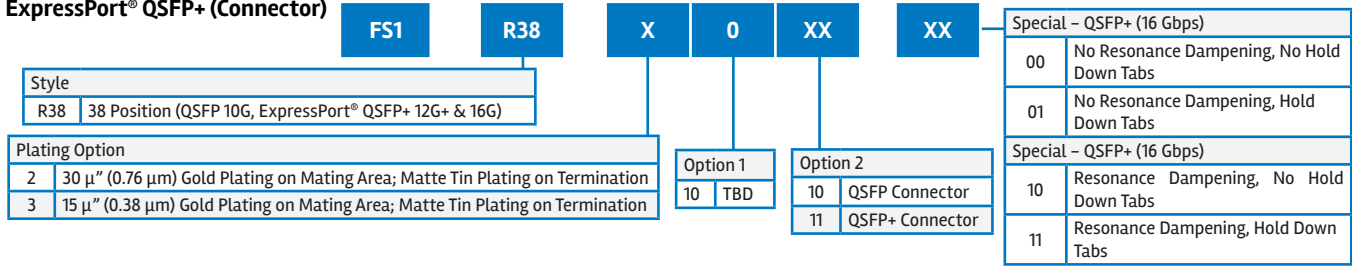 ExpressPort® QSFP+ (Connector)
FS1 R38 X 0 XX XX
Style
R38 38 Position (QSFP 10G, ExpressPort® QSFP+ 12G+ & 16G)
Plating Option
2 30 µ” (0.76 µm) Gold Plating on Mating Area; Matte Tin Plating on Termination
3 15 µ” (0.38 µm) Gold Plating on Mating Area; Matte Tin Plating on Termination
Option 1
10 TBD
Option 2
10 QSFP Connector
11 QSFP+ Connector
Special – QSFP+ (16 Gbps)
00 No Resonance Dampening, No Hold
Down Tabs
01 No Resonance Dampening, Hold
Down Tabs
Special – QSFP+ (16 Gbps)
10 Resonance Dampening, No Hold
Down Tabs
11 Resonance Dampening, Hold Down
Tabs